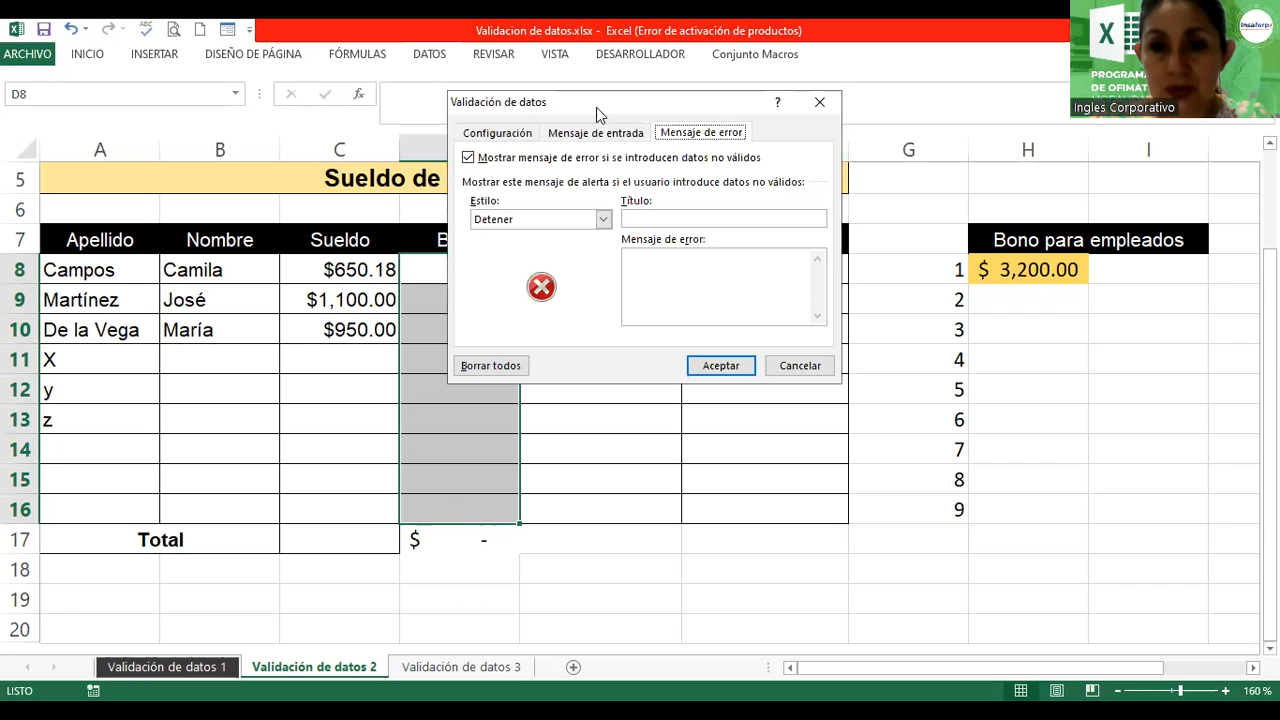 Validacion de datos.xlsx - Excel (Error de activación de productos)
ARCHIVO INICIO INSERTAR DISEÑO DE PÁGINA FÓRMULAS DATOS REVISAR VISTA DESARROLLADOR Conjunto Macros
Insaforp
PROGRAMA
DE OFIMÁT
Ingles Corporativo
D8
fx
Validación de datos
?
Configuración Mensaje de entrada Mensaje de error
Mostrar mensaje de error si se introducen datos no válidos
Mostrar este mensaje de alerta si el usuario introduce datos no válidos:
Estilo: Título:
Detener
Mensaje de error:
Borrar todos Aceptar Cancelar
A B C G H I
5 Sueldo de
6
7 Apellido Nombre Sueldo B Bono para empleados
8 Campos Camila $650.18 1 $ 3,200.00
9 Martínez José $1,100.00 2
10 De la Vega María $950.00 3
11 X 4
12 y 5
13 z 6
14 7
15 8
16 9
17 Total $ -
18
19
20
Validación de datos 1 Validación de datos 2 Validación de datos 3
LISTO 160 %